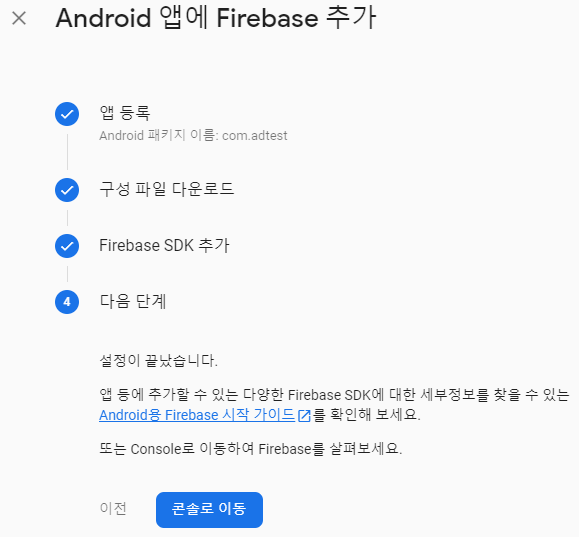 Android 앱에 Firebase 추가
앱 등록
Android 패키지 이름: com.adtest
구성 파일 다운로드
Firebase SDK 추가
4
다음 단계
설정이 끝났습니다.
앱 등에 추가할 수 있는 다양한 Firebase SDK에 대한 세부정보를 찾을 수 있는
Android용 Firebase 시작 가이드를 확인해 보세요.
또는 Console로 이동하여 Firebase를 살펴보세요.
이전
콘솔로 이동